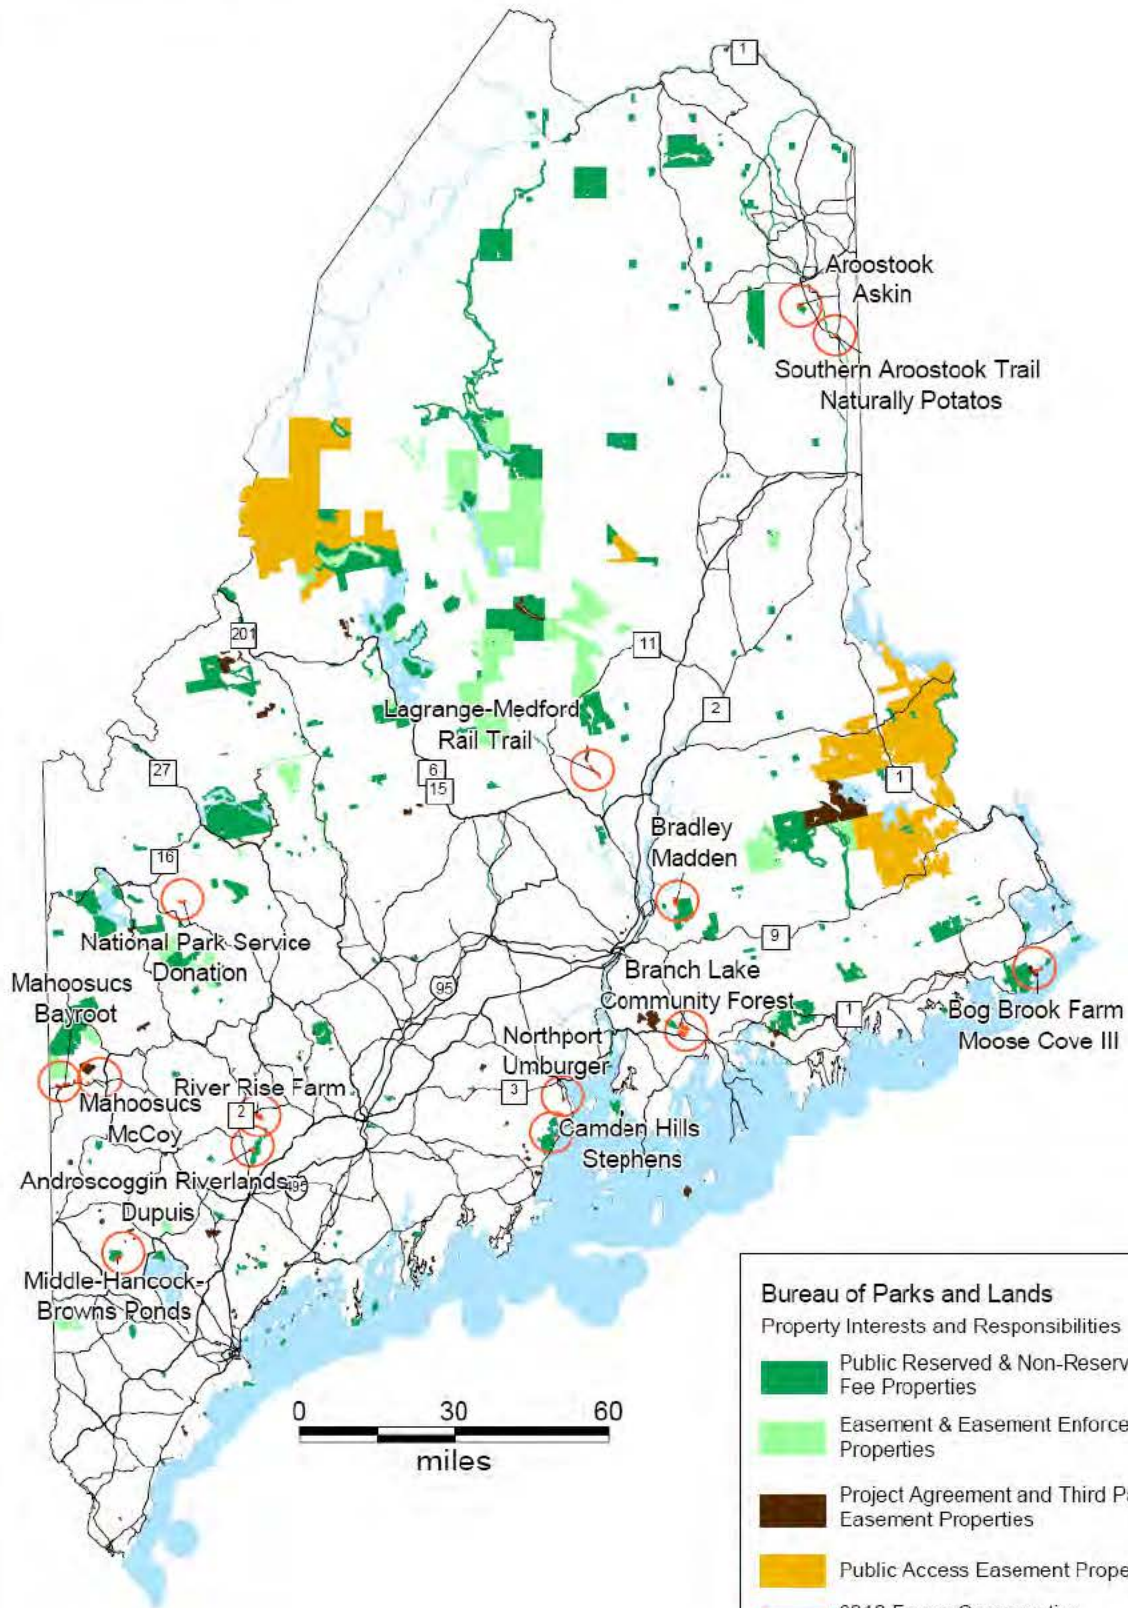 1
Aroostook
Askin
Southern Aroostook Trail
Naturally Potatos
201
11
Lagrange-Medford
Rail Trail
2
27
6
15
1
Bradley
Madden
16
9
National Park Service
Donation
Mahoosucs
Bayroot
95
Branch Lake
Community Forest
1
Bog Brook Farm
Moose Cove III
Northport
Umburger
3
River Rise Farm
2
Mahoosucs
McCoy
Camden Hills
Stephens
Androscoggin Riverlands
495
Dupuis
Middle-Hancock-
Browns Ponds
0 30 60
miles
Bureau of Parks and Lands
Property Interests and Responsibilities
Public Reserved & Non-Reserv
Fee Properties
Easement & Easement Enforce
Properties
Project Agreement and Third Pa
Easement Properties
Public Access Easement Prope